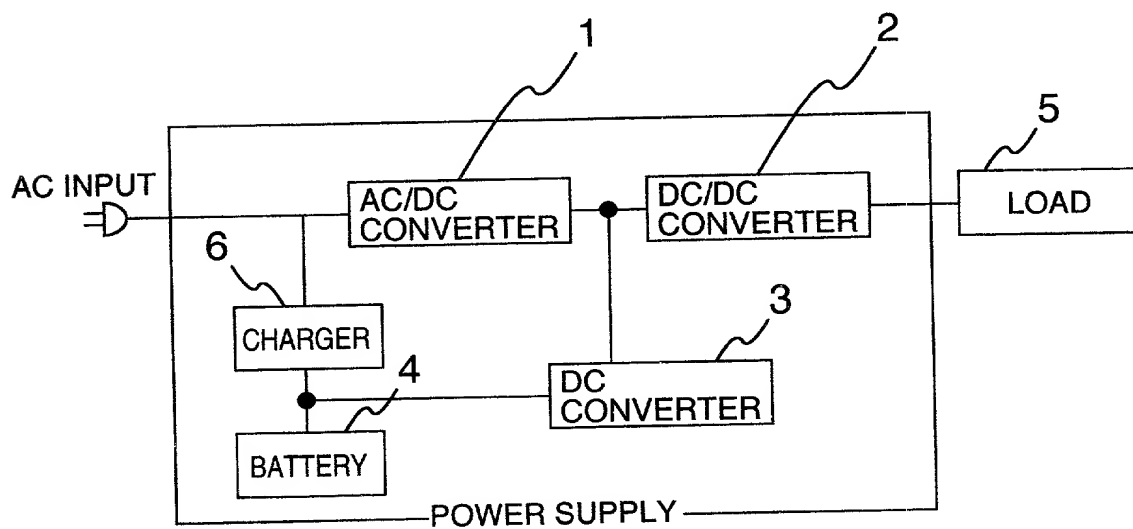 1
2
5
AC INPUT
AC/DC
CONVERTER
DC/DC
CONVERTER
LOAD
6
CHARGER
3
4
DC
CONVERTER
BATTERY
POWER SUPPLY